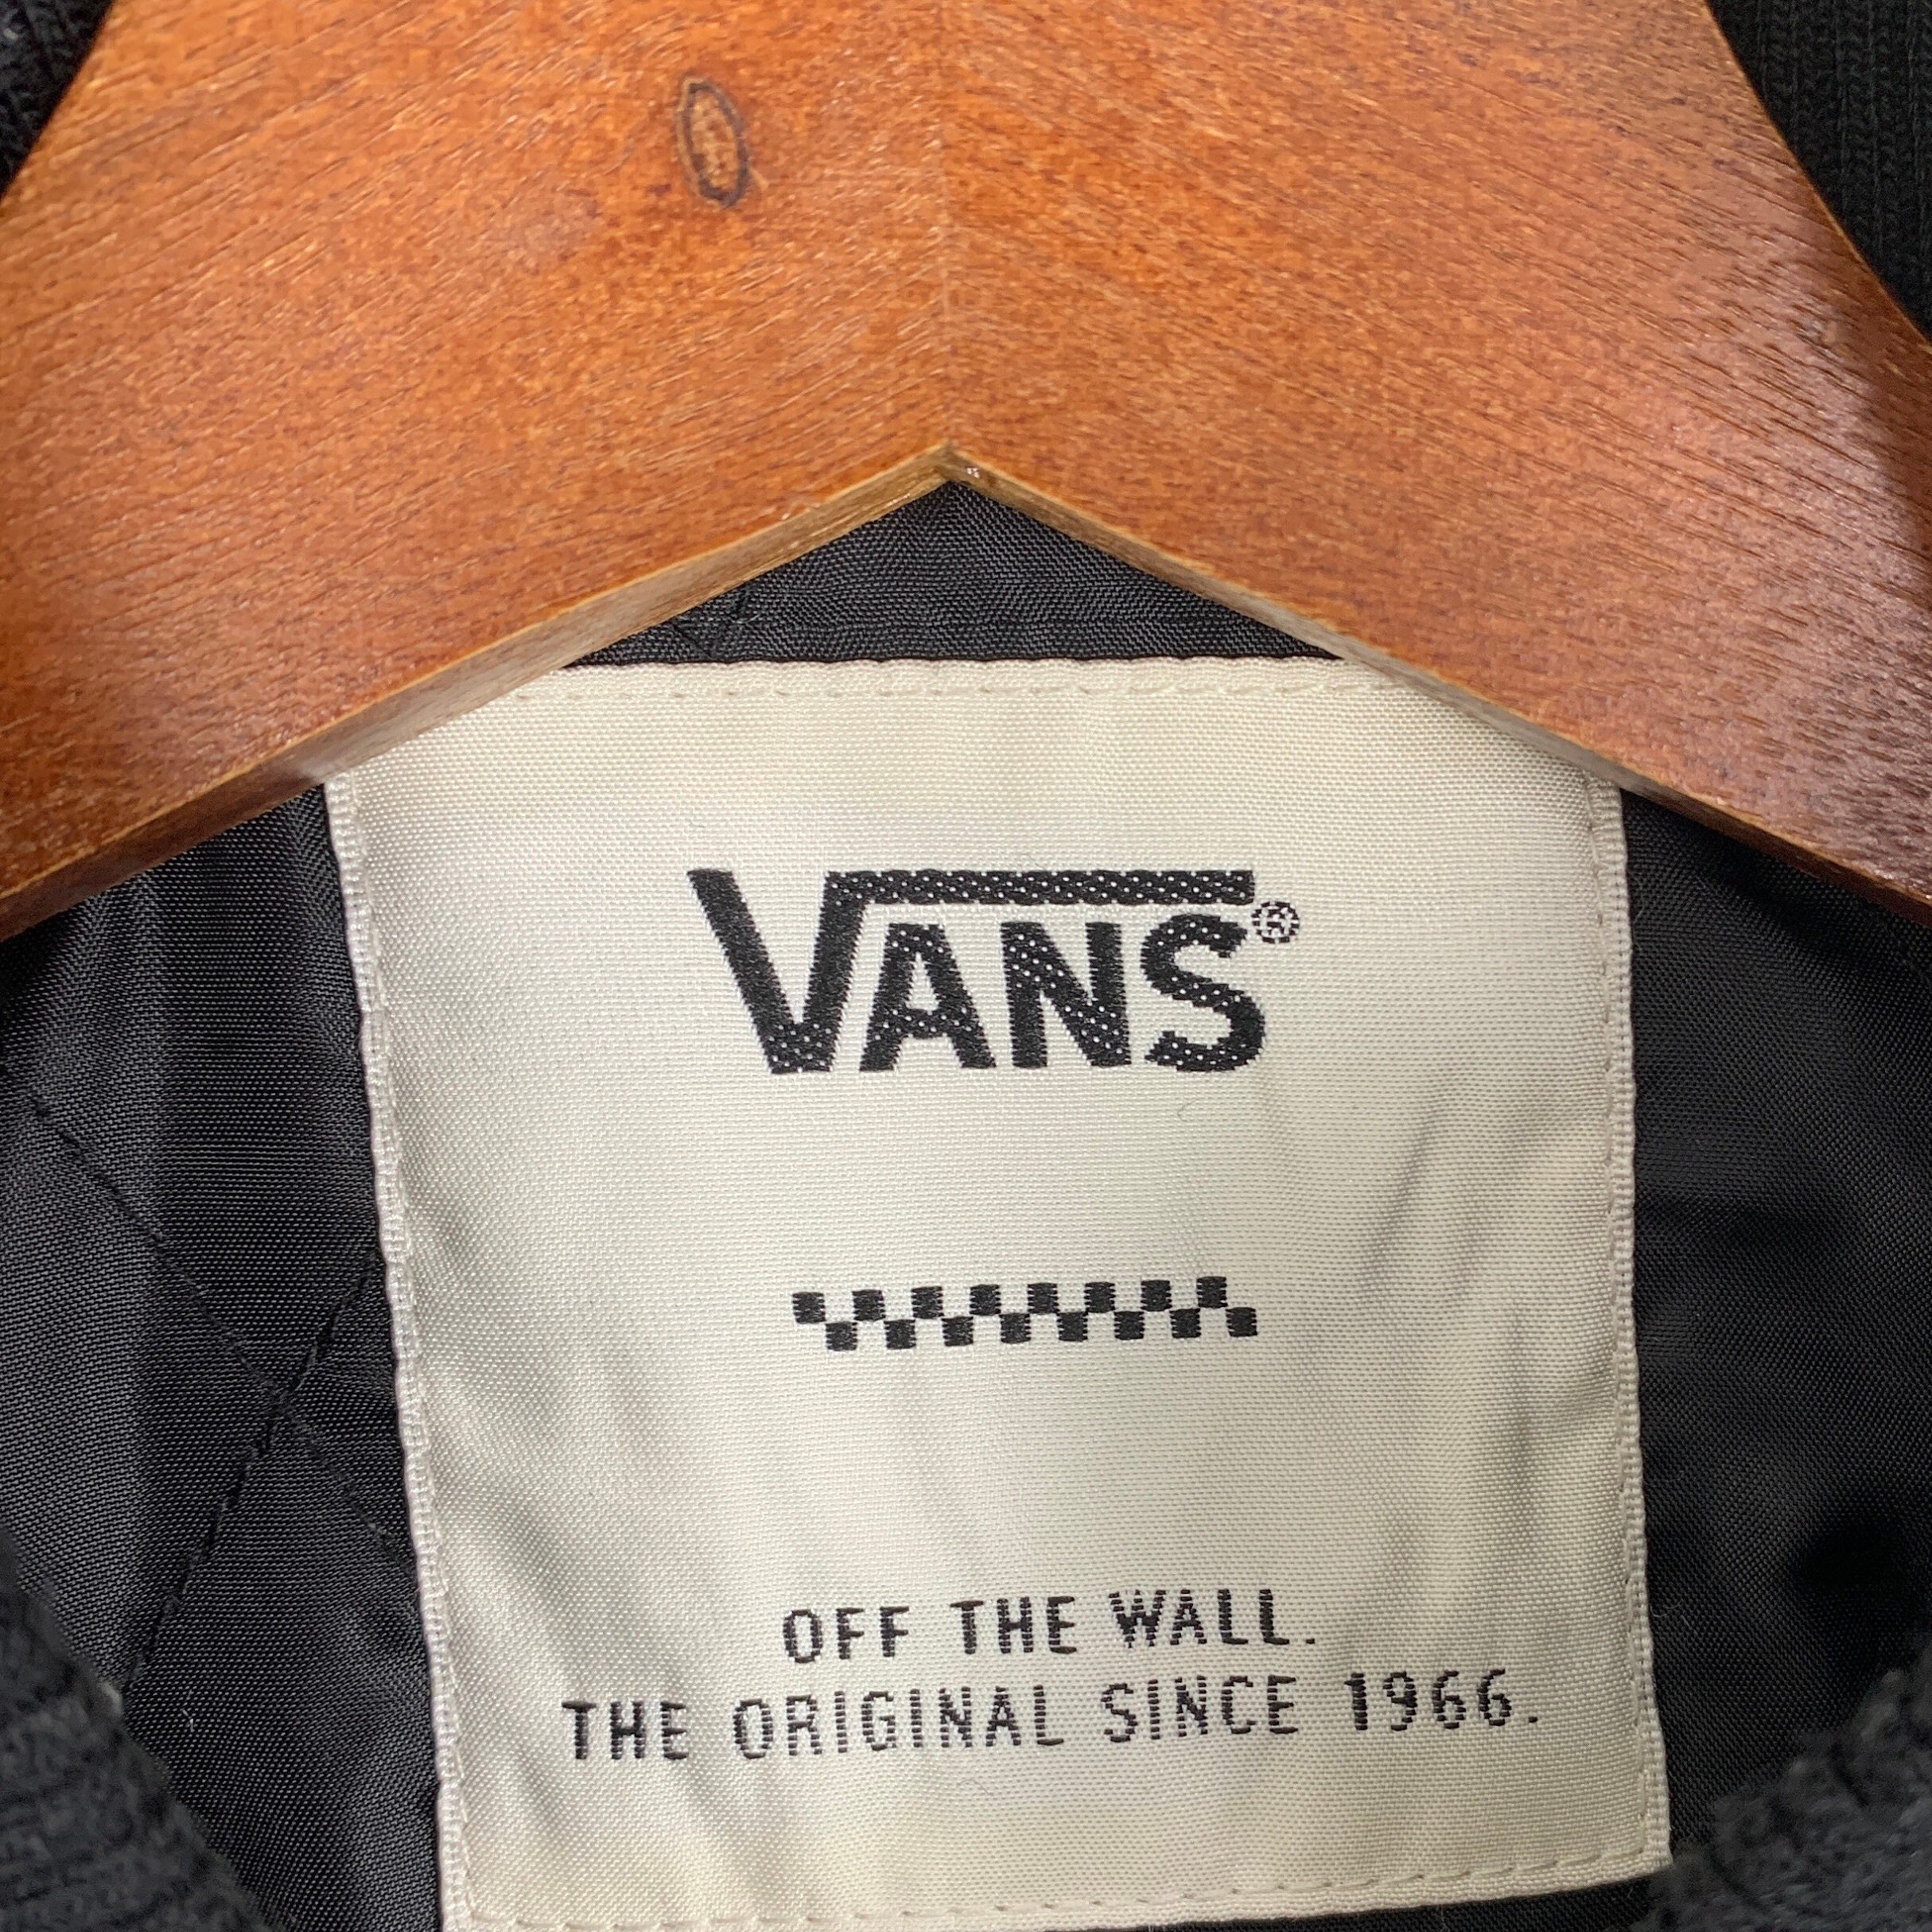 VANS®
OFF THE WALL.
THE ORIGINAL SINCE 1966.